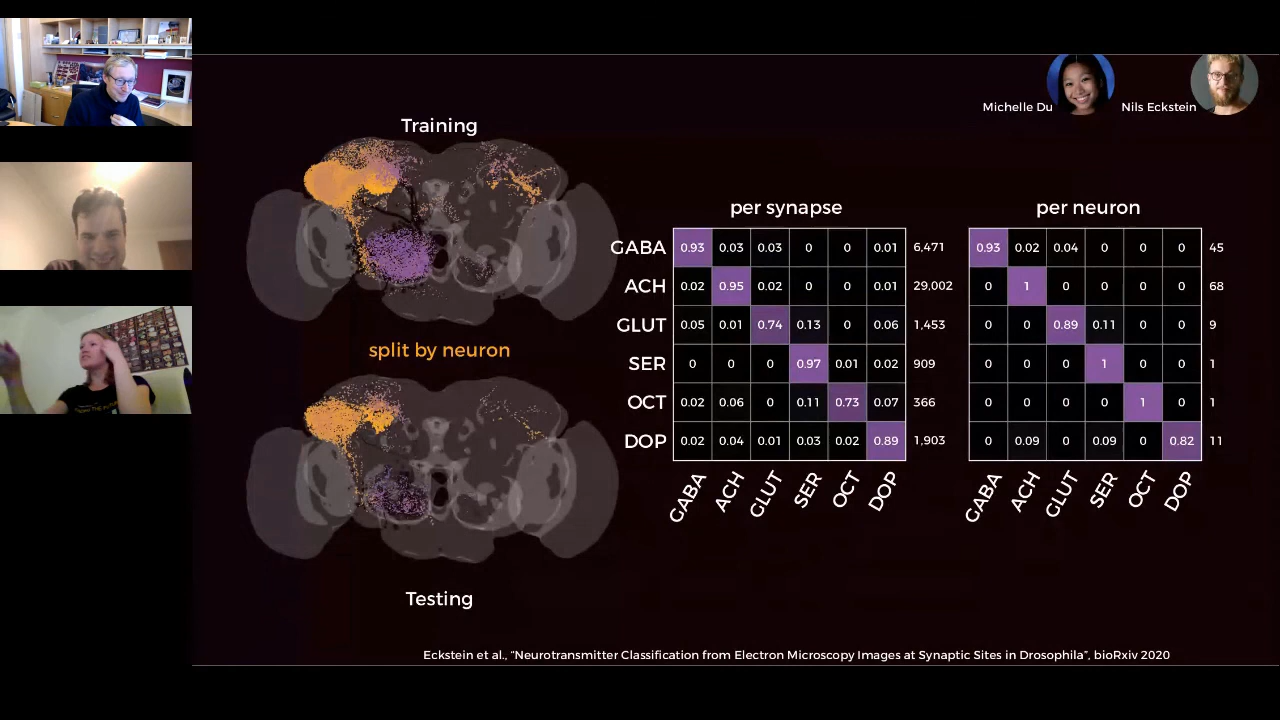 Michelle Du
Nils Eckstein
Training
split by neuron
Testing
per synapse
GABA 0.93 0.03 0.03 0 0 0.01 6,471
ACH 0.02 0.95 0.02 0 0 0.01 29,002
GLUT 0.05 0.01 0.74 0.13 0 0.06 1,453
SER 0 0 0 0.97 0.01 0.02 909
OCT 0.02 0.06 0 0.11 0.73 0.07 366
DOP 0.02 0.04 0.01 0.03 0.02 0.89 1,903
GABA ACH GLUT SER OCT DOP
per neuron
0.93 0.02 0.04 0 0 0 45
0 1 0 0 0 0 68
0 0 0.89 0.11 0 0 9
0 0 0 1 0 0 1
0 0 0 0 1 0 1
0 0.09 0 0.09 0 0.82 11
GABA ACH GLUT SER OCT DOP
Eckstein et al., "Neurotransmitter Classification from Electron Microscopy Images at Synaptic Sites in Drosophila", bioRxiv 2020